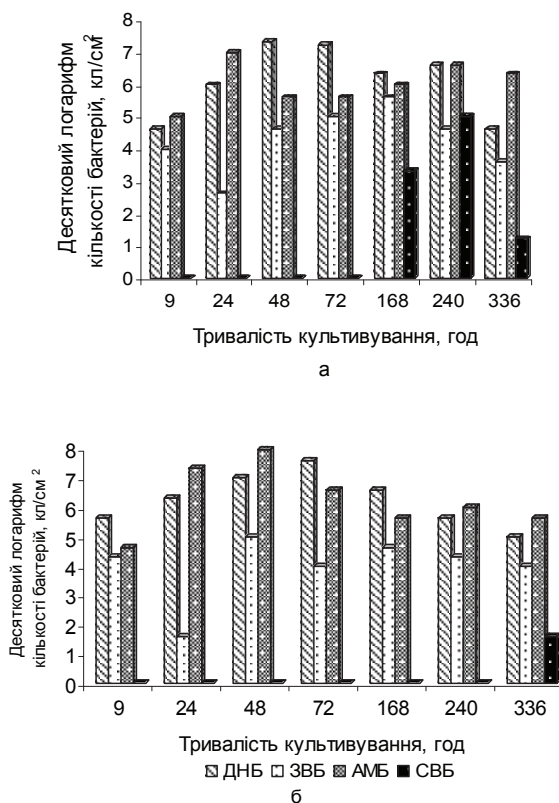 Десятковий логарифм
кількості бактерій, кл/см²
8
7
6
5
4
3
2
1
0
9 24 48 72 168 240 336
Тривалість культивування, год
а
Десятковий логарифм
кількості бактерій, кл/см ²
8
7
6
5
4
3
2
1
0
9 24 48 72 168 240 336
Тривалість культивування, год
ДНБ ЗВБ АМБ СВБ
б